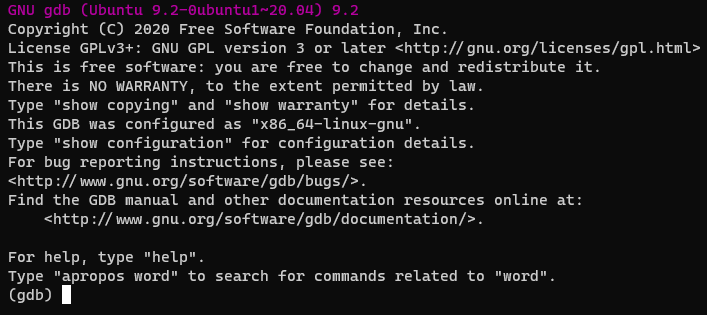 GNU gdb (Ubuntu 9.2-0ubuntu1~20.04) 9.2
Copyright (C) 2020 Free Software Foundation, Inc.
License GPLv3+: GNU GPL version 3 or later <http://gnu.org/licenses/gpl.html>
This is free software: you are free to change and redistribute it.
There is NO WARRANTY, to the extent permitted by law.
Type "show copying" and "show warranty" for details.
This GDB was configured as "x86_64-linux-gnu".
Type "show configuration" for configuration details.
For bug reporting instructions, please see:
<http://www.gnu.org/software/gdb/bugs/>.
Find the GDB manual and other documentation resources online at:
    <http://www.gnu.org/software/gdb/documentation/>.

For help, type "help".
Type "apropos word" to search for commands related to "word".
(gdb)